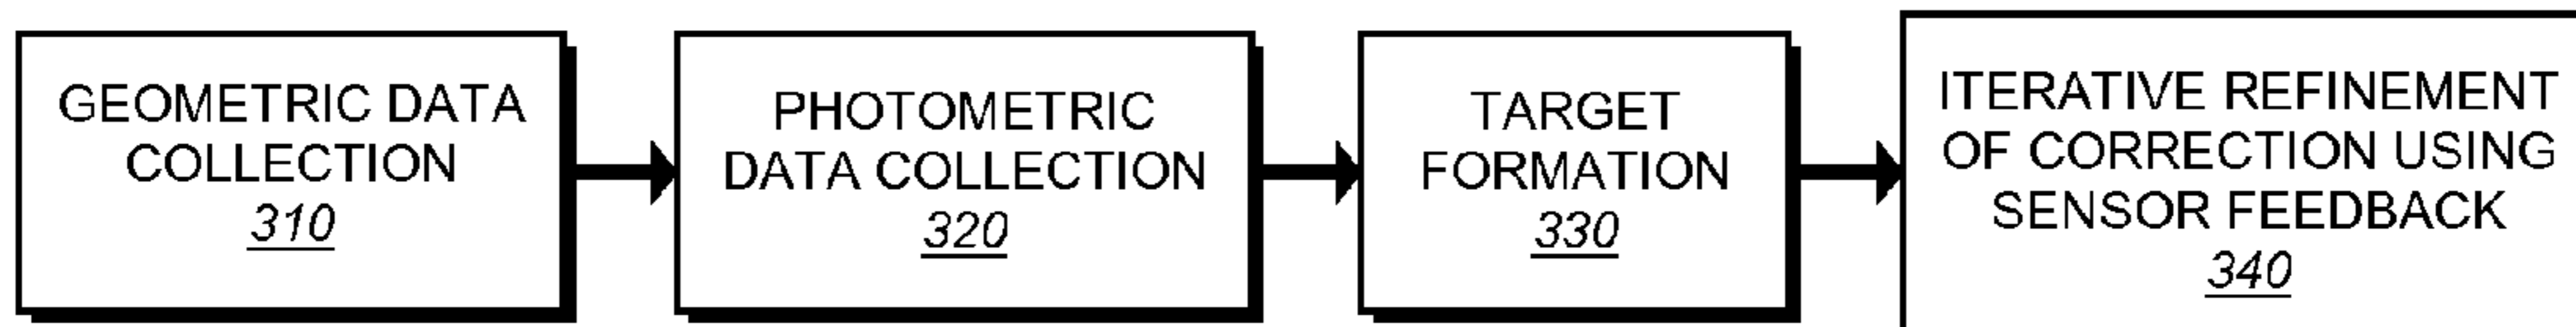 GEOMETRIC DATA
COLLECTION
310
PHOTOMETRIC
DATA COLLECTION
320
TARGET
FORMATION
330
ITERATIVE REFINEMENT
OF CORRECTION USING
SENSOR FEEDBACK
340